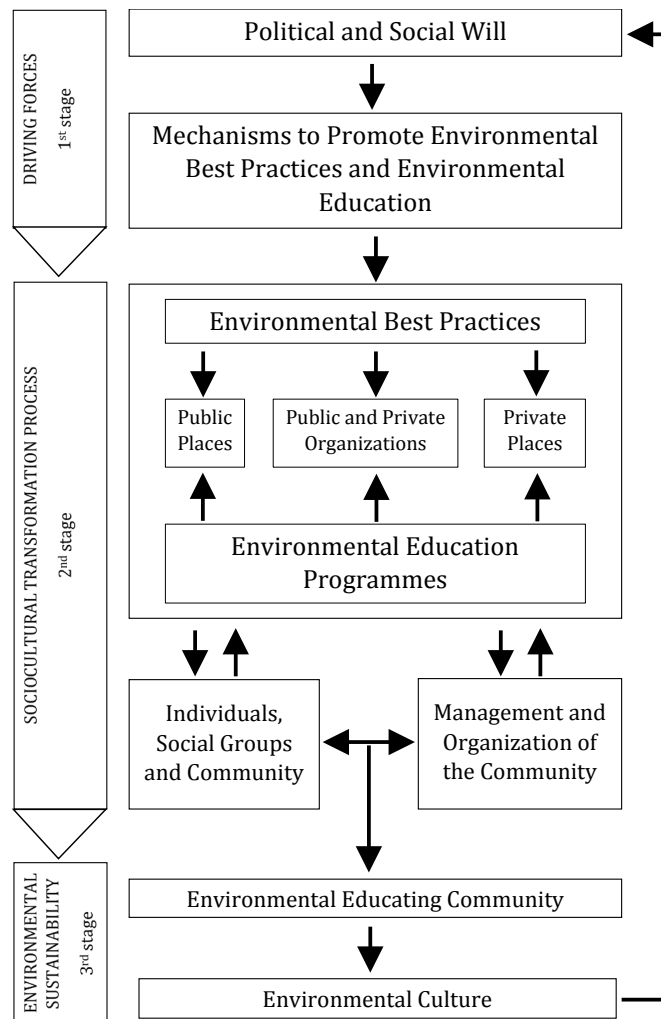 DRIVING FORCES
1st stage
Political and Social Will
Mechanisms to Promote Environmental
Best Practices and Environmental
Education
SOCIOCULTURAL TRANSFORMATION PROCESS
2nd stage
Environmental Best Practices
Public
Places
Public and Private
Organizations
Private
Places
Environmental Education
Programmes
Individuals,
Social Groups
and Community
Management and
Organization of
the Community
ENVIRONMENTAL
SUSTAINABILITY
3rd stage
Environmental Educating Community
Environmental Culture